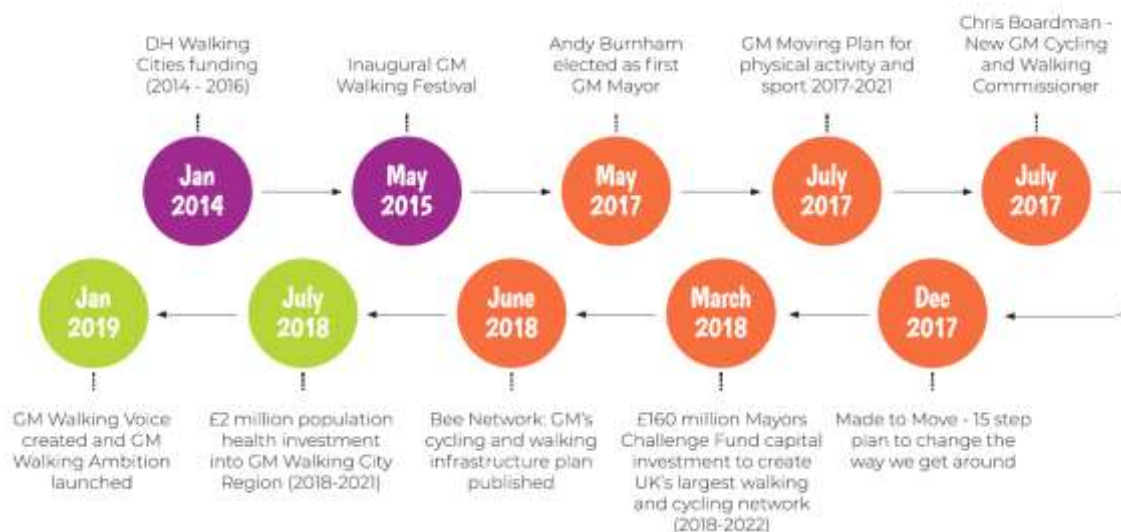 DH Walking
Cities funding
(2014 - 2016)
Jan
2014
Inaugural GM
Walking Festival
May
2015
Andy Burnham
elected as first
GM Mayor
May
2017
GM Moving Plan for
physical activity and
sport 2017-2021
July
2017
Chris Boardman -
New GM Cycling
and Walking
Commissioner
July
2017
Dec
2017
Made to Move - 15 step
plan to change the
way we get around
March
2018
£160 million Mayors
Challenge Fund capital
investment to create
UK's largest walking
and cycling network
(2018-2022)
June
2018
Bee Network: GM's
cycling and walking
infrastructure plan
published
July
2018
£2 million population
health investment
into GM Walking City
Region (2018-2021)
Jan
2019
GM Walking Voice
created and GM
Walking Ambition
launched